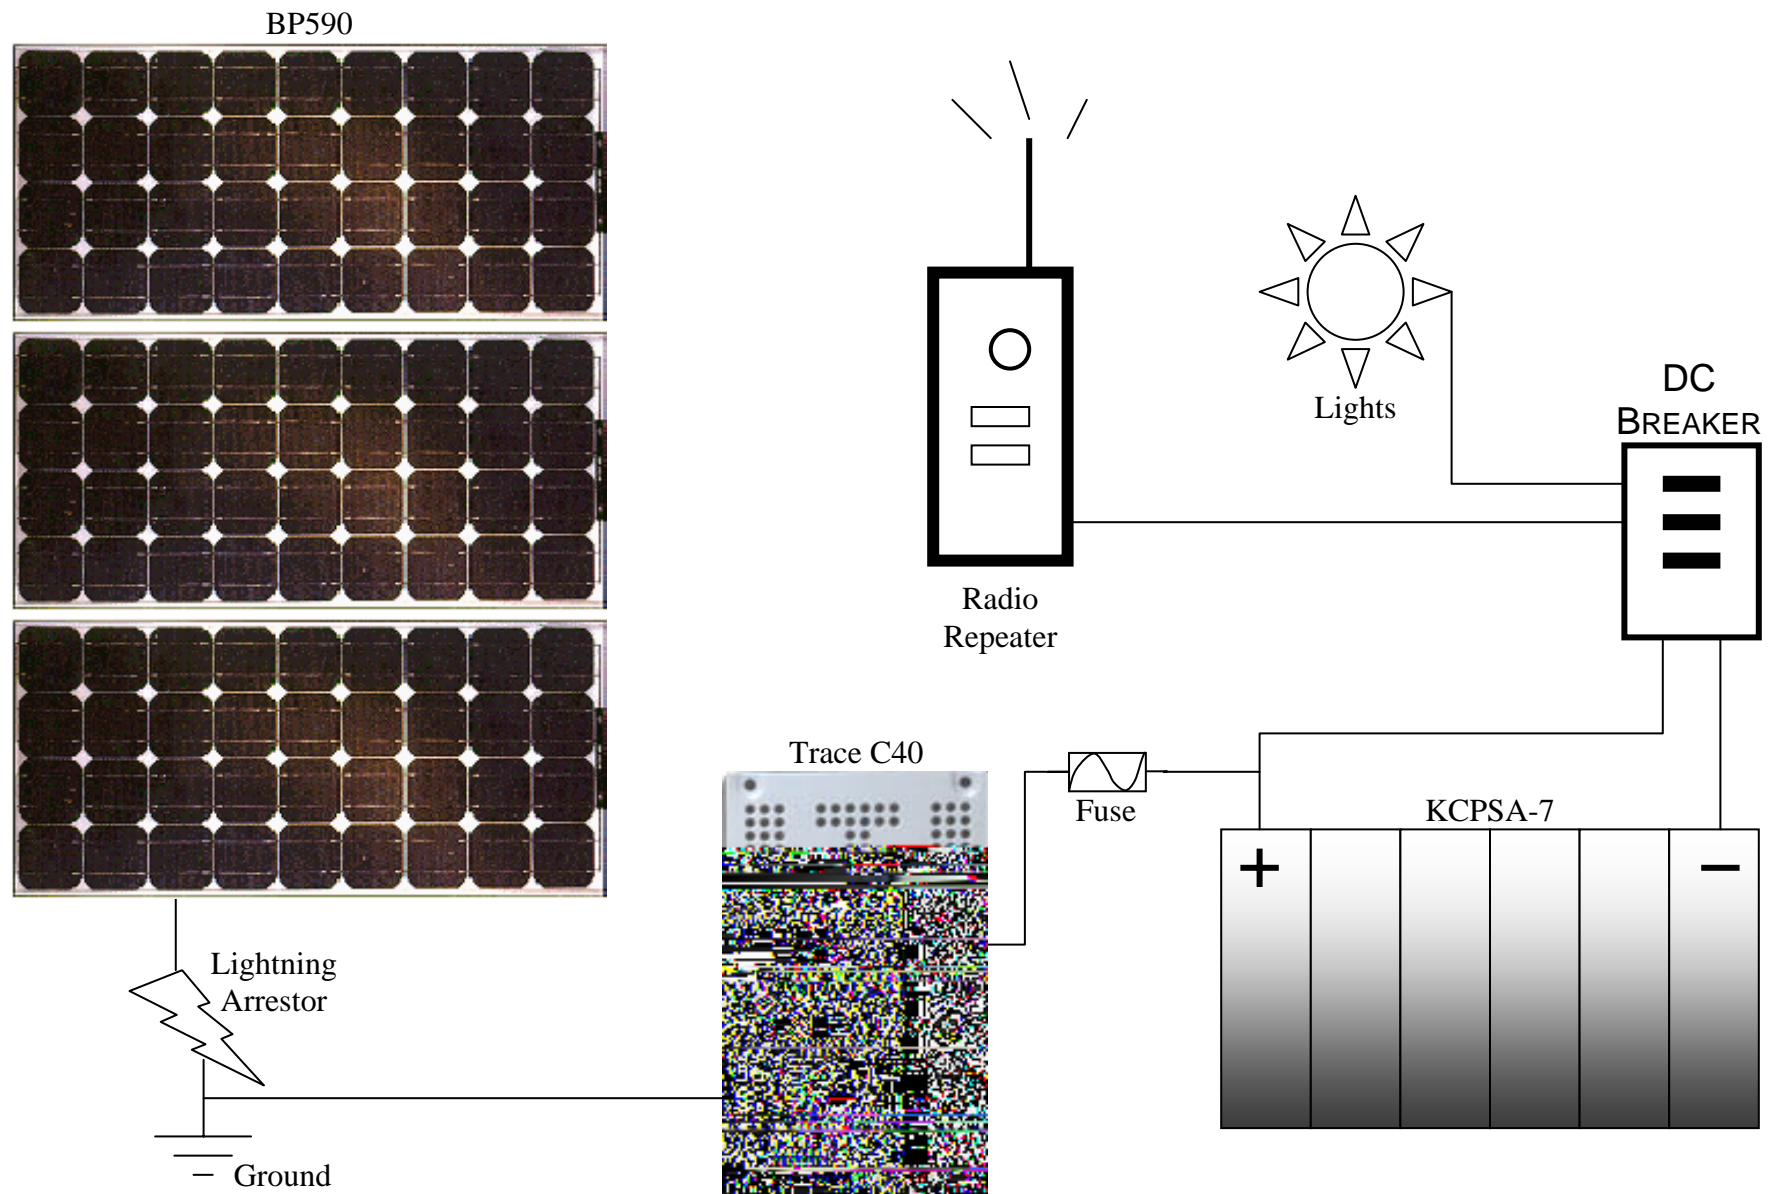 BP590
DC
BREAKER
Lights
Radio
Repeater
Trace C40
Fuse
KCPSA-7
+
−
Lightning
Arrestor
Ground